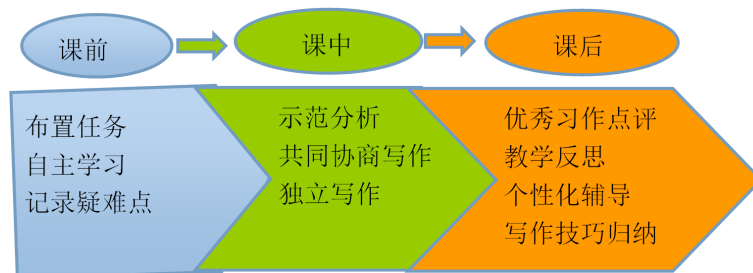 课前
课中
课后
布置任务
自主学习
记录疑难点
示范分析
共同协商写作
独立写作
优秀习作点评
教学反思
个性化辅导
写作技巧归纳